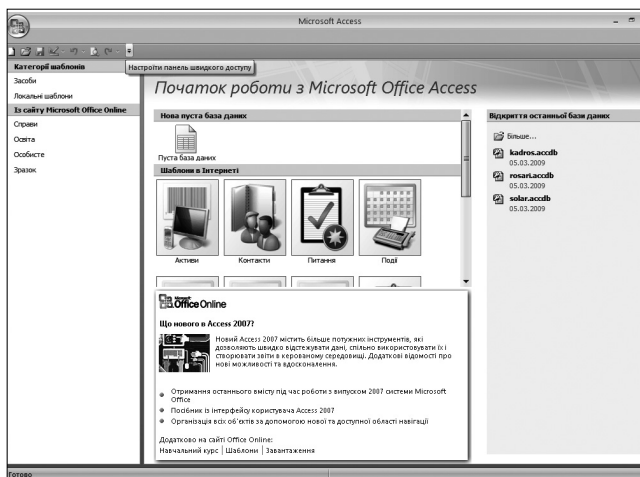 Microsoft Access
Настроїти панель швидкого доступу
Категорії шаблонів
Засоби
Локальні шаблони
Із сайту Microsoft Office Online
Справи
Освіта
Особисте
Зразок
Початок роботи з Microsoft Office Access
Нова пуста база даних
Пуста база даних
Шаблони в Інтернеті
Активи
Контакти
Питання
Події
Microsoft
Office Online
Що нового в Access 2007?
Новий Access 2007 містить більше потужних інструментів, які
дозволяють швидко відстежувати дані, спільно використовувати їх і
створювати звіти в керованому середовищі. Додаткові відомості про
нові можливості та вдосконалення.
Отримання останнього вмісту під час роботи з випуском 2007 системи Microsoft
Office
Посібник із інтерфейсу користувача Access 2007
Організація всіх об'єктів за допомогою нової та доступної області навігації
Додатково на сайті Office Online:
Навчальний курс | Шаблони | Завантаження
Відкриття останньої бази даних
Більше...
kadros.accdb
05.03.2009
rosari.accdb
05.03.2009
solar.accdb
05.03.2009
Готово